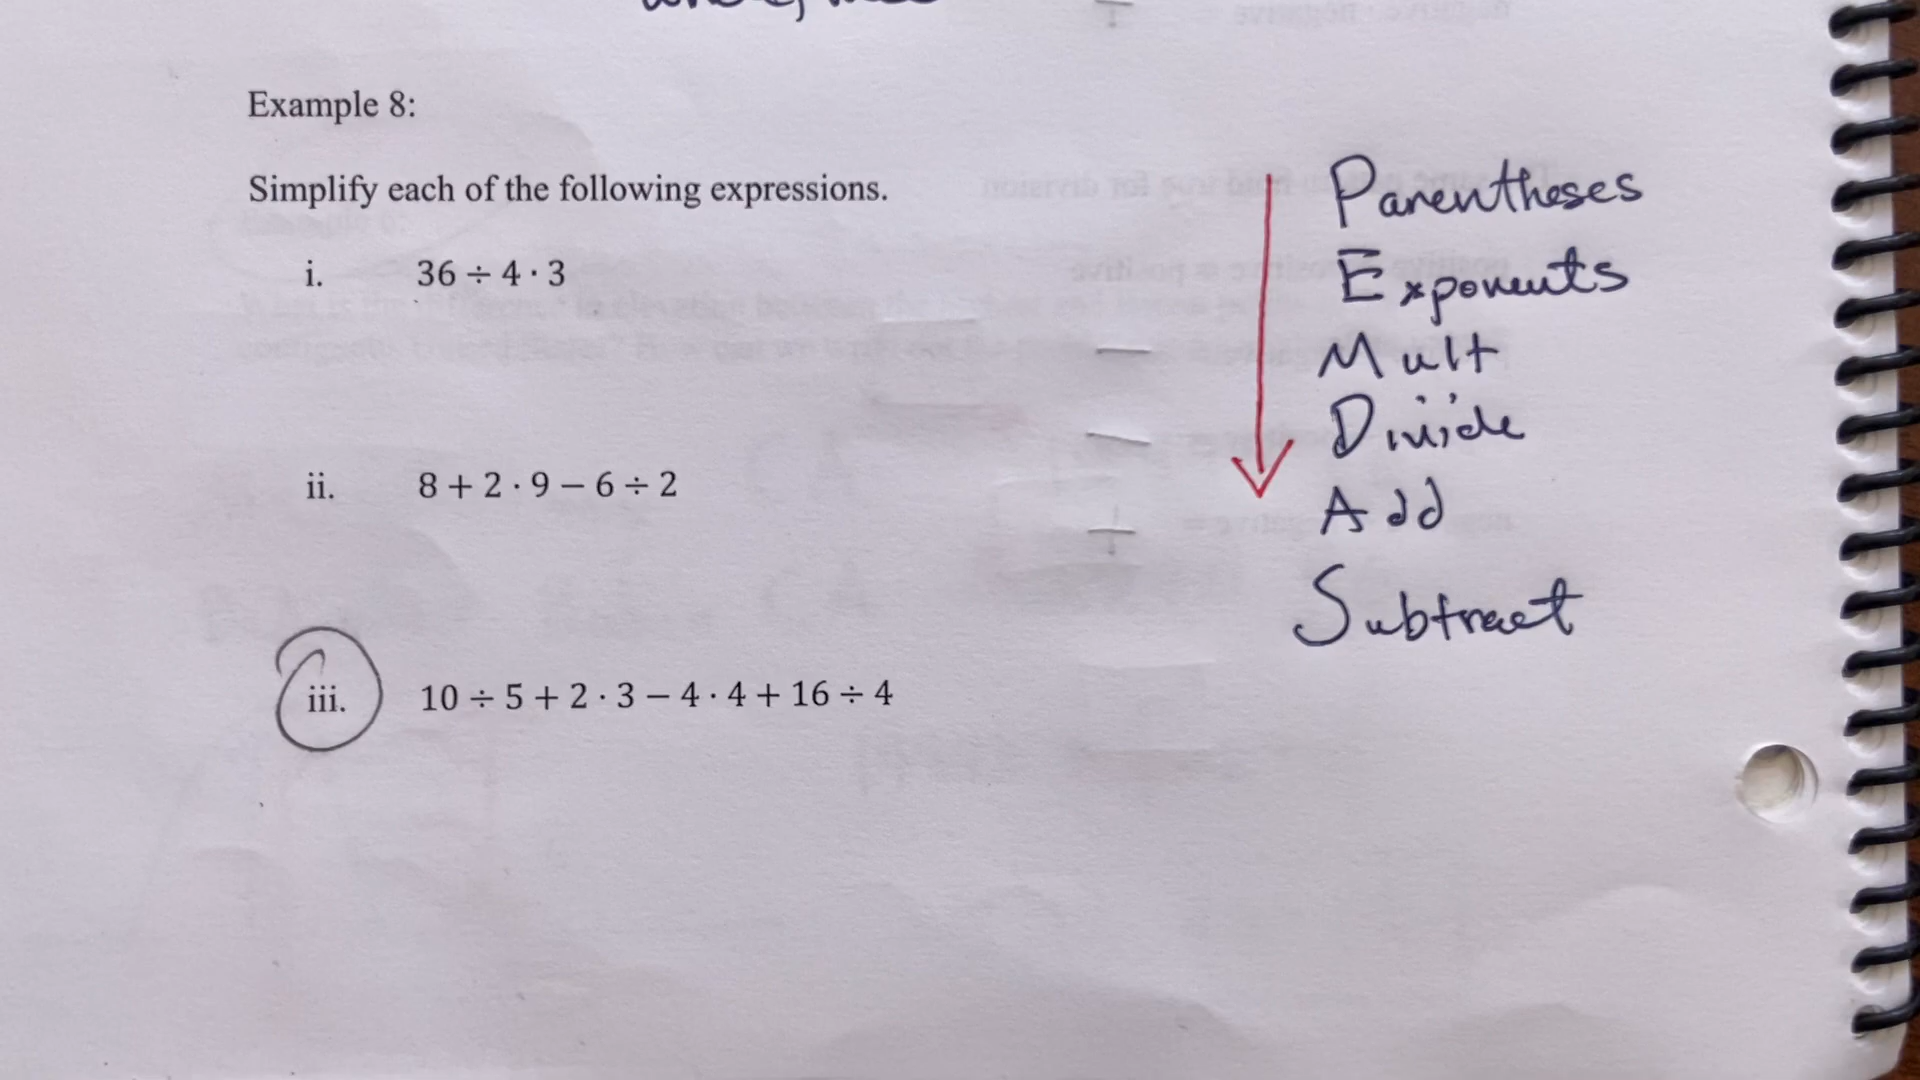 Example 8:
Simplify each of the following expressions.
i. 36 ÷ 4 · 3
ii. 8 + 2 · 9 − 6 ÷ 2
iii. 10 ÷ 5 + 2 · 3 − 4 · 4 + 16 ÷ 4
Parentheses
Exponents
Mult
Divide
Add
Subtract